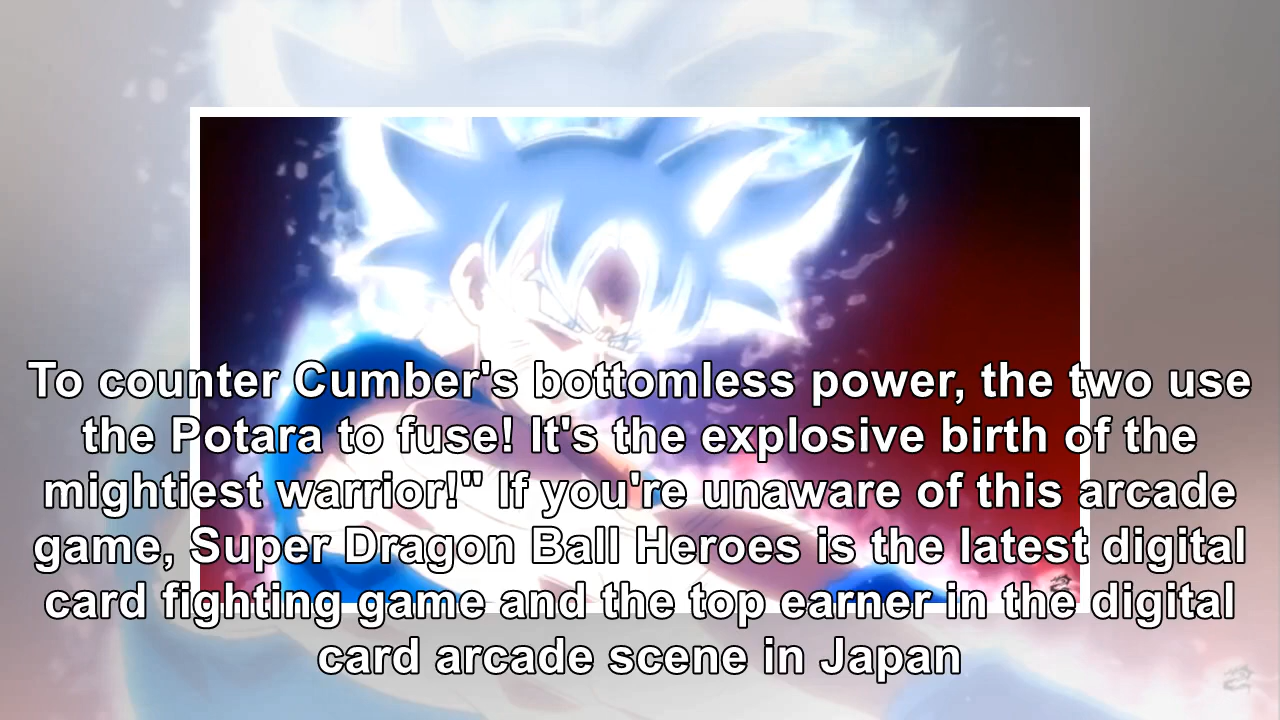 To counter Cumber's bottomless power, the two use
the Potara to fuse! It's the explosive birth of the
mightiest warrior!" If you're unaware of this arcade
game, Super Dragon Ball Heroes is the latest digital
card fighting game and the top earner in the digital
card arcade scene in Japan